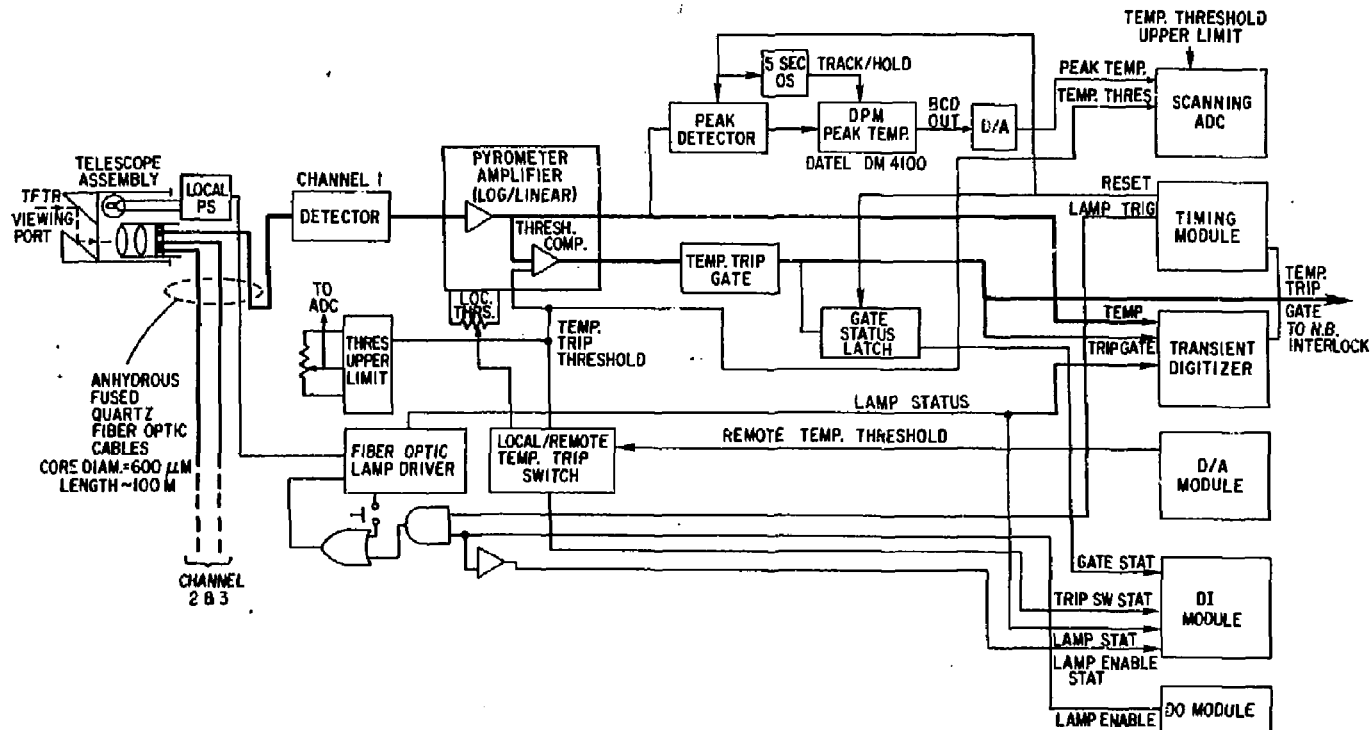 TEMP. THRESHOLD
UPPER LIMIT
5 SEC
OS
TRACK/HOLD
PEAK TEMP.
TEMP. THRES
SCANNING
ADC
PEAK
DETECTOR
DPM
PEAK TEMP.
BCD
OUT
D/A
DATEL DM 4100
TELESCOPE
ASSEMBLY
LOCAL
PS
TFTR
VIEWING
PORT
CHANNEL 1
DETECTOR
PYROMETER
AMPLIFIER
(LOG/LINEAR)
THRESH.
COMP.
RESET
LAMP TRIG
TIMING
MODULE
TEMP. TRIP
GATE
TEMP.
TRIP
GATE
TO N.B.
INTERLOCK
TO
ADC
LOC.
THRS.
THRES
UPPER
LIMIT
TEMP.
TRIP
THRESHOLD
GATE
STATUS
LATCH
TEMP
TRIP GATE
TRANSIENT
DIGITIZER
ANHYDROUS
FUSED
QUARTZ
FIBER OPTIC
CABLES
CORE DIAM.=600 μM
LENGTH ~100 M
LAMP STATUS
FIBER OPTIC
LAMP DRIVER
LOCAL/REMOTE
TEMP. TRIP
SWITCH
REMOTE TEMP. THRESHOLD
D/A
MODULE
CHANNEL
2 & 3
GATE STAT
TRIP SW STAT
LAMP STAT
LAMP ENABLE
STAT
DI
MODULE
LAMP ENABLE
DO MODULE